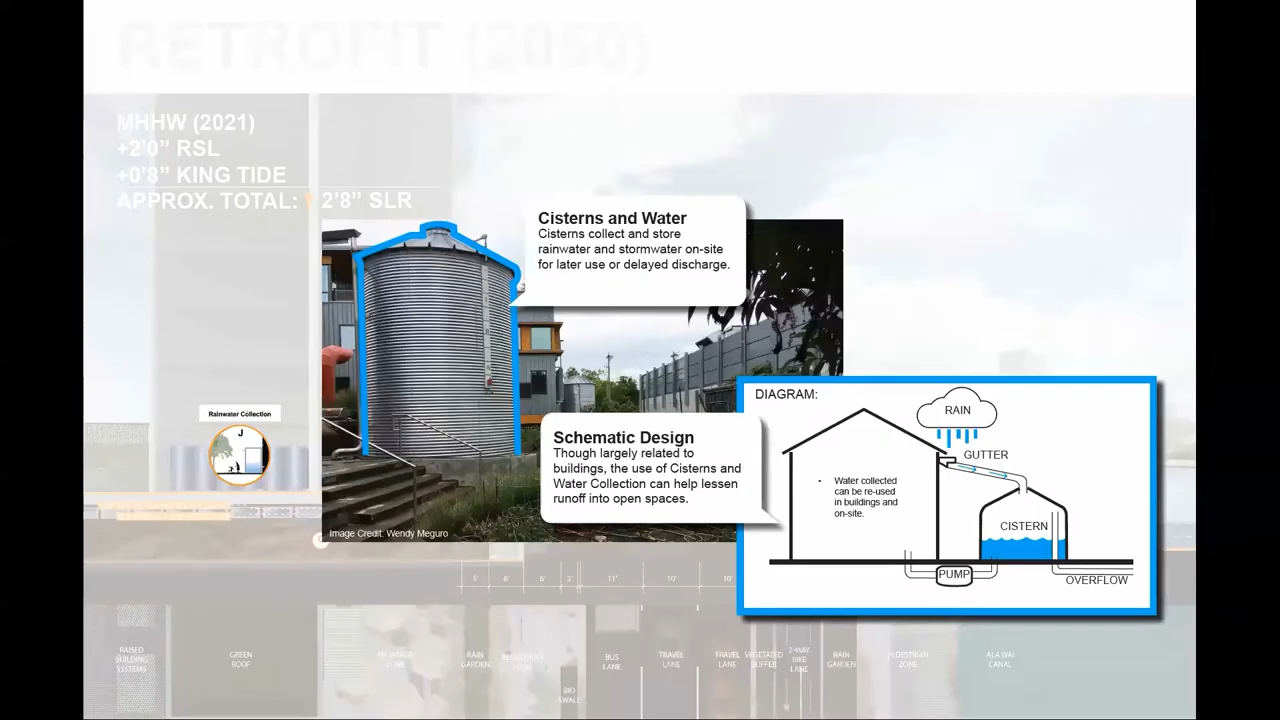 RETROFIT (2050)
MHHW (2021)
+2'0” RSL
+0'8” KING TIDE
APPROX. TOTAL: 2'8” SLR
Cisterns and Water
Cisterns collect and store
rainwater and stormwater on-site
for later use or delayed discharge.
Rainwater Collection
J
Schematic Design
Though largely related to
buildings, the use of Cisterns and
Water Collection can help lessen
runoff into open spaces.
Image Credit: Wendy Meguro
DIAGRAM:
RAIN
GUTTER
• Water collected
can be re-used
in buildings and
on-site.
CISTERN
PUMP
OVERFLOW
5' 6' 6' 2' 11' 10' 10'
RAISED
BUILDING
SYSTEMS
GREEN
ROOF
ZONE
RAIN
GARDEN
BIO
SWALE
BUS
LANE
TRAVEL
LANE
TRAVEL
LANE
VEGETATED
BUFFER
2-WAY
BIKE
LANE
RAIN
GARDEN
PEDESTRIAN
ZONE
ALA WAI
CANAL